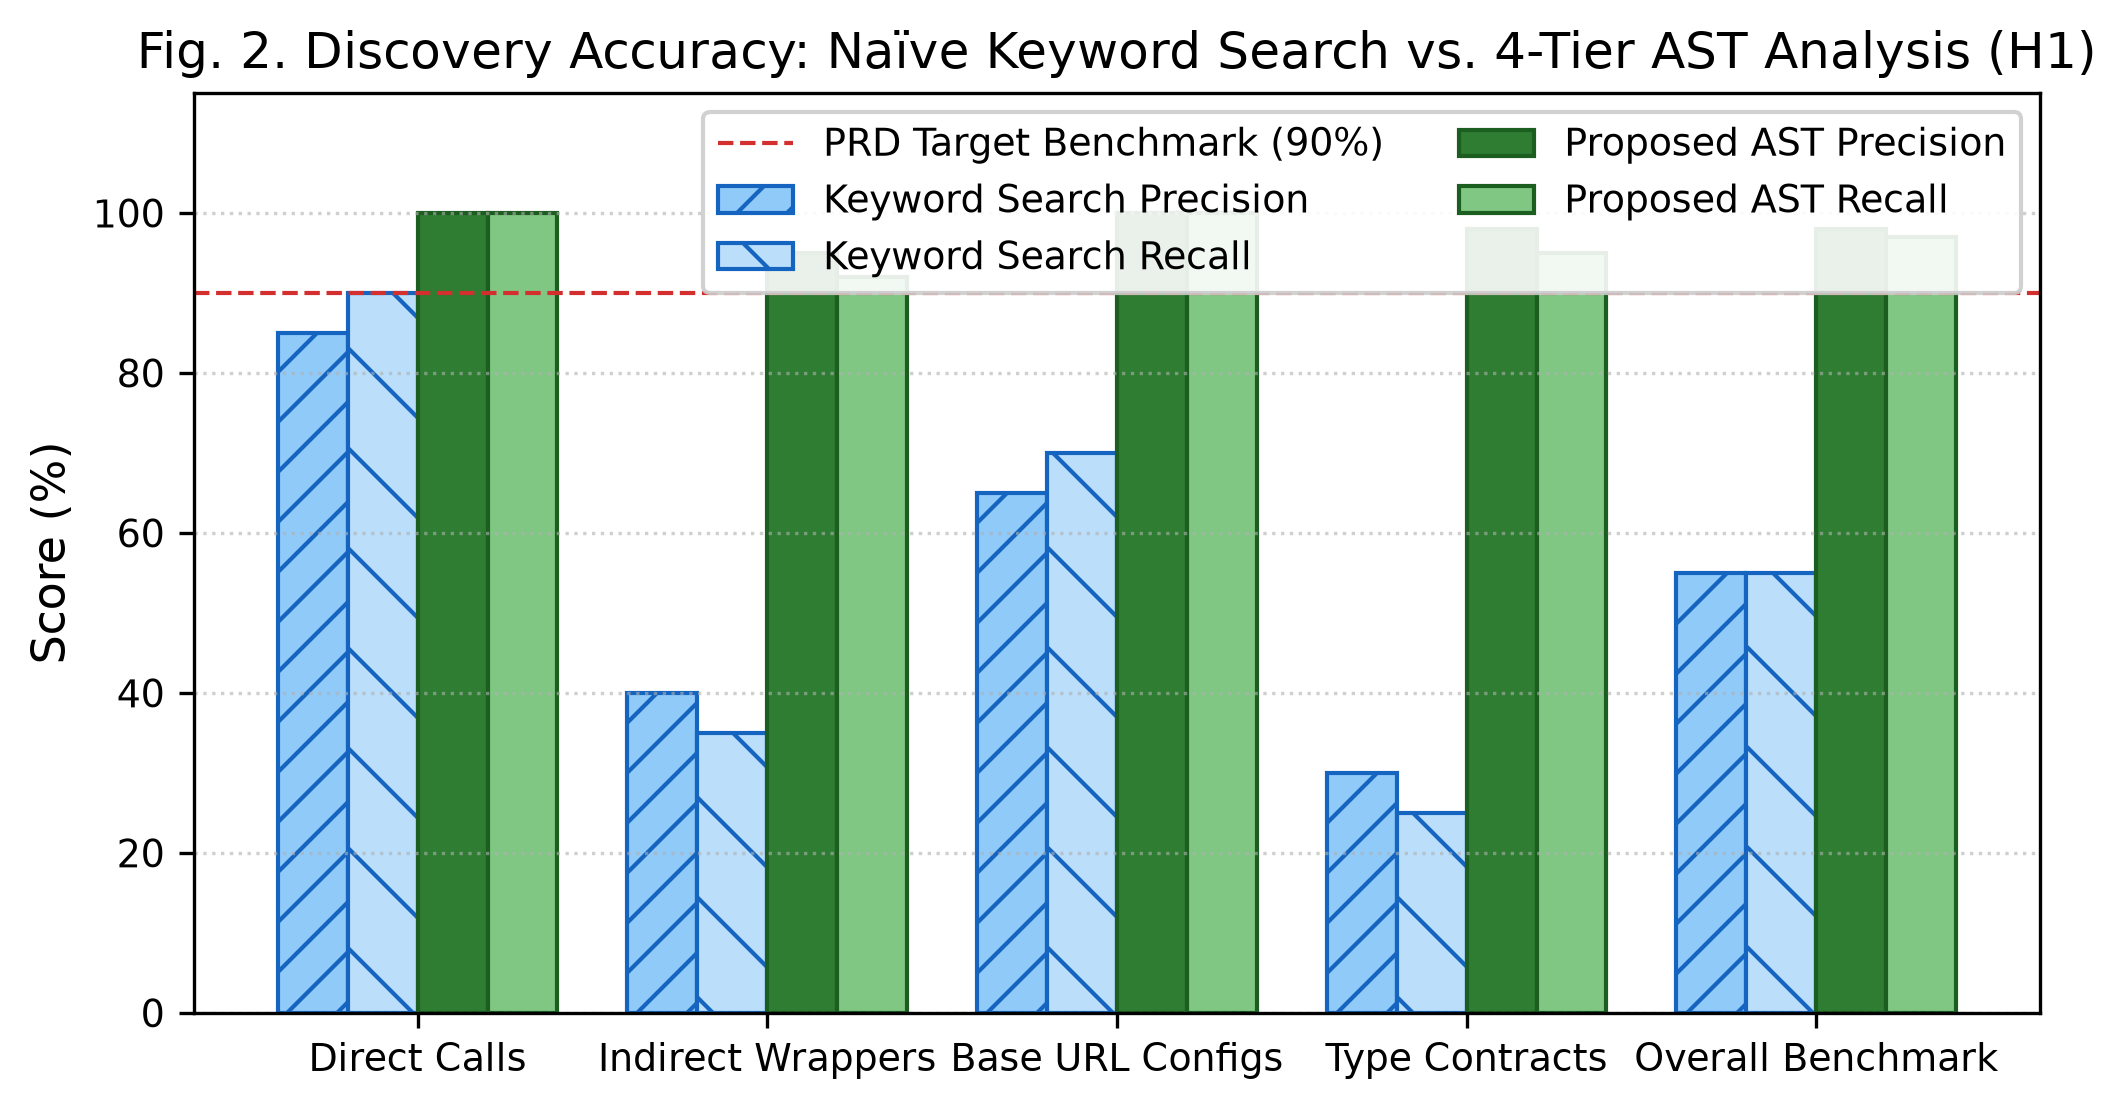 Fig. 2. Discovery Accuracy: Naïve Keyword Search vs. 4-Tier AST Analysis (H1)
PRD Target Benchmark (90%)
Keyword Search Precision
Keyword Search Recall
Proposed AST Precision
Proposed AST Recall
Score (%)
100
80
60
40
20
0
Direct Calls
Indirect Wrappers
Base URL Configs
Type Contracts
Overall Benchmark